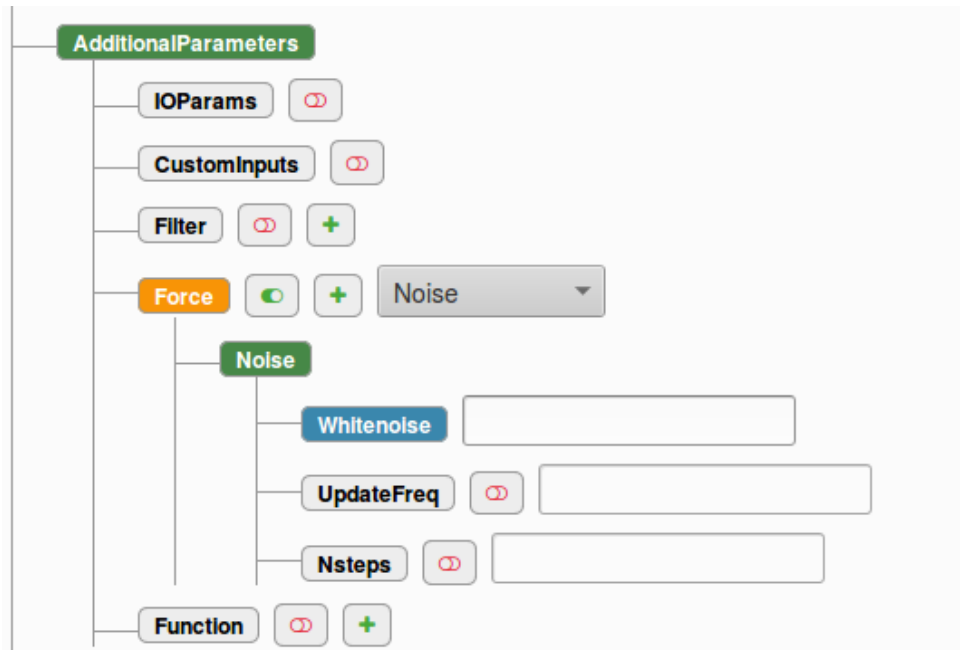 AdditionalParameters
IOParams
CustomInputs
Filter
Force Noise
Noise
Whitenoise
UpdateFreq
Nsteps
Function